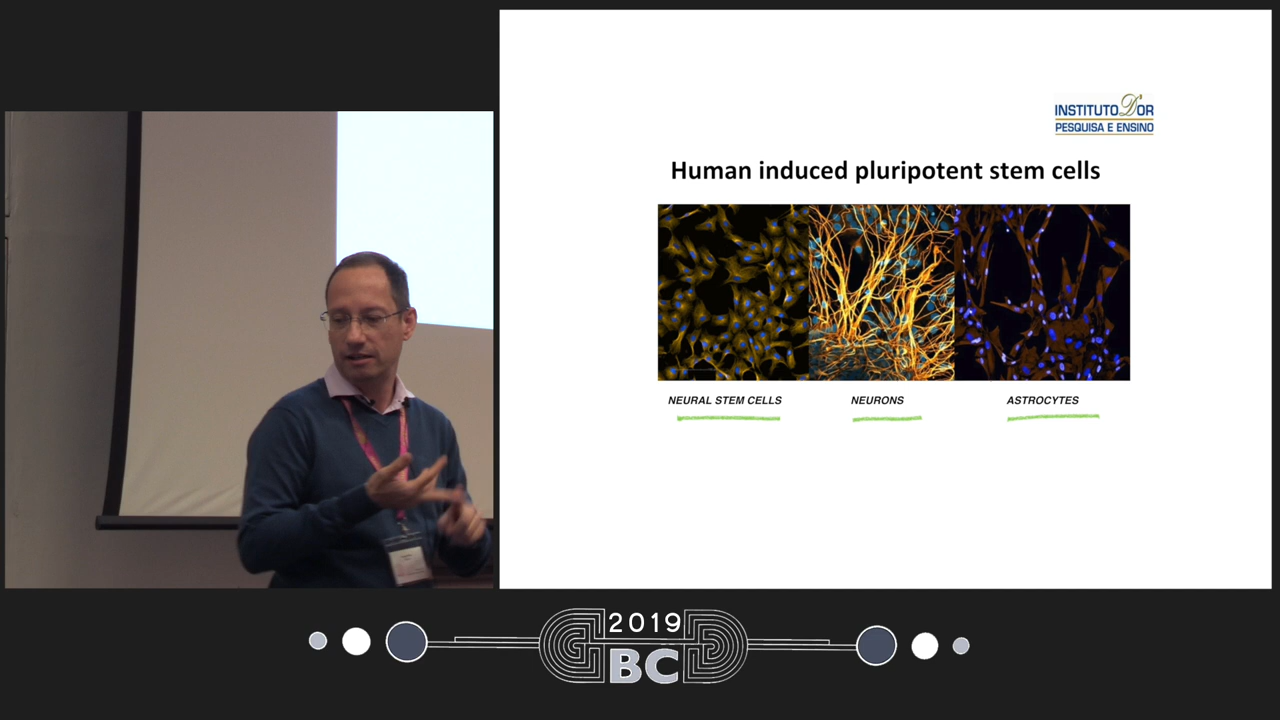 INSTITUTO D'OR
PESQUISA E ENSINO
Human induced pluripotent stem cells
NEURAL STEM CELLS
NEURONS
ASTROCYTES
2019
BC